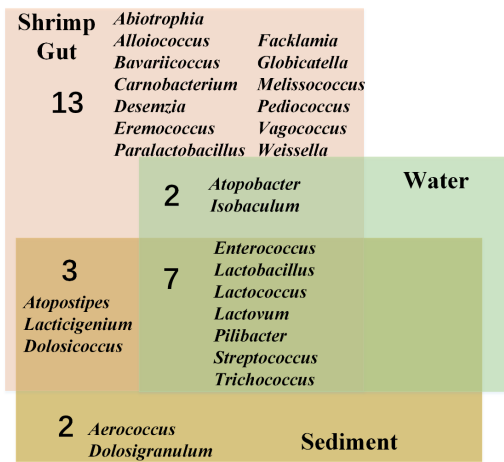 Shrimp
Gut
13
Abiotrophia
Alloiococcus
Bavariicoccus
Carnobacterium
Desemzia
Eremococcus
Paralactobacillus
Facklamia
Globicatella
Melissococcus
Pediococcus
Vagococcus
Weissella
Water
2
Atopobacter
Isobaculum
3
Atopostipes
Lacticigenium
Dolosicoccus
7
Enterococcus
Lactobacillus
Lactococcus
Lactovum
Pilibacter
Streptococcus
Trichococcus
2
Aerococcus
Dolosigranulum
Sediment